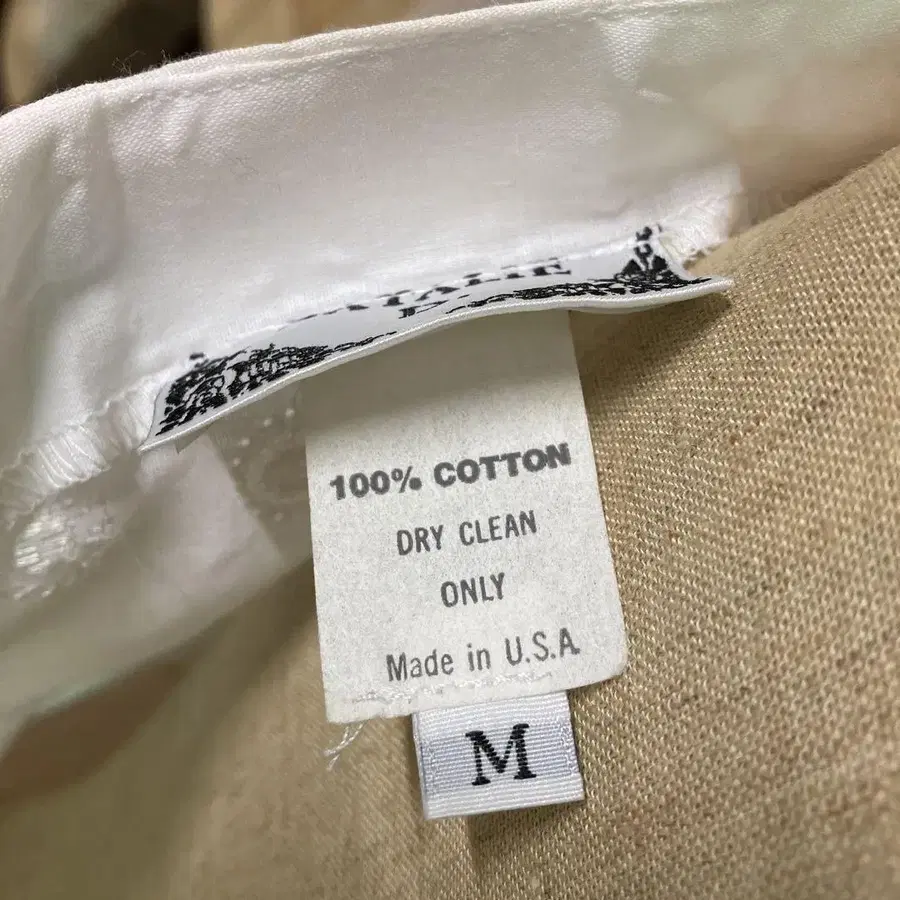 100% COTTON
DRY CLEAN
ONLY
Made in U.S.A.
M